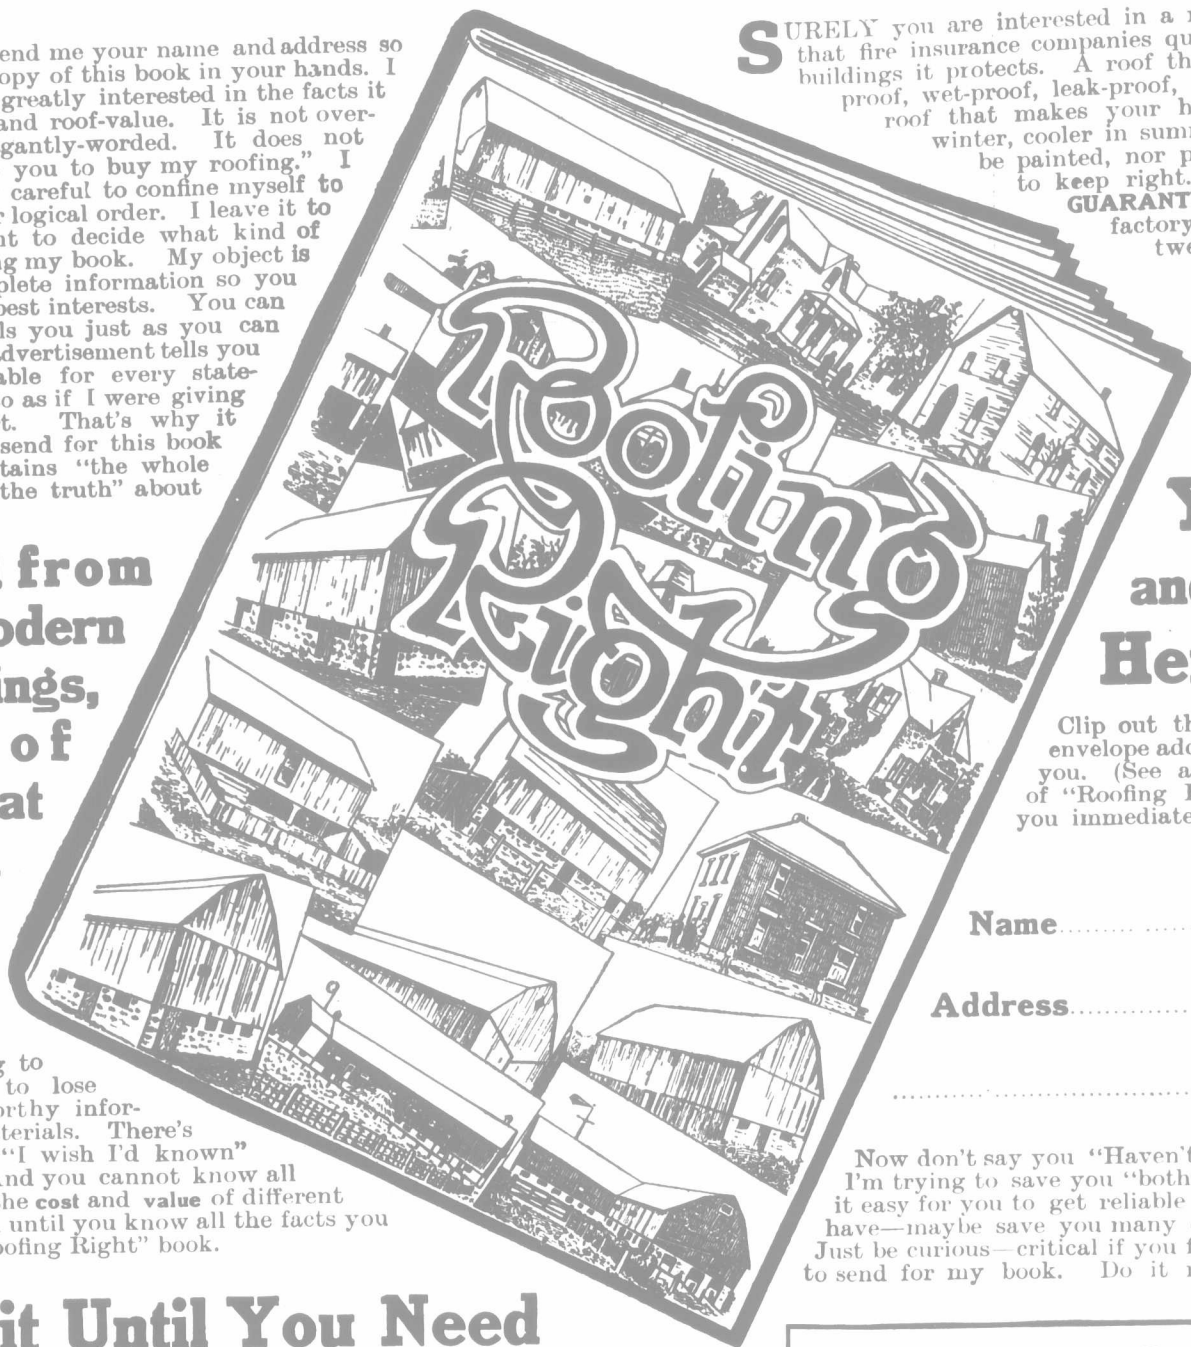 end me your name and address so
opy of this book in your hands. I
greatly interested in the facts it
and roof-value. It is not over-
gantly-worded. It does not
you to buy my roofing." I
careful to confine myself to
r logical order. I leave it to
nt to decide what kind of
ng my book. My object is
plete information so you
best interests. You can
ls you just as you can
dvertisement tells you
able for every state-
o as if I were giving
t. That's why it
send for this book
tains "the whole
the truth" about
from
odern
ings,
of
at
g to
to lose
orthy infor-
terials. There's
"I wish I'd known"
And you cannot know all
the cost and value of different
until you know all the facts you
oofing Right" book.
it Until You Need
Roofing
Right
SURELY you are interested in a r
that fire insurance companies qu
buildings it protects. A roof th
proof, wet-proof, leak-proof,
roof that makes your h
winter, cooler in sum
be painted, nor p
to keep right.
GUARANT
factory
twe
Y
and
He
Clip out th
envelope add
you. (See a
of "Roofing R
you immediate
Name
Address
Now don't say you "Haven't
I'm trying to save you "both
it easy for you to get reliable
have—maybe save you many
Just be curious—critical if you f
to send for my book. Do it n